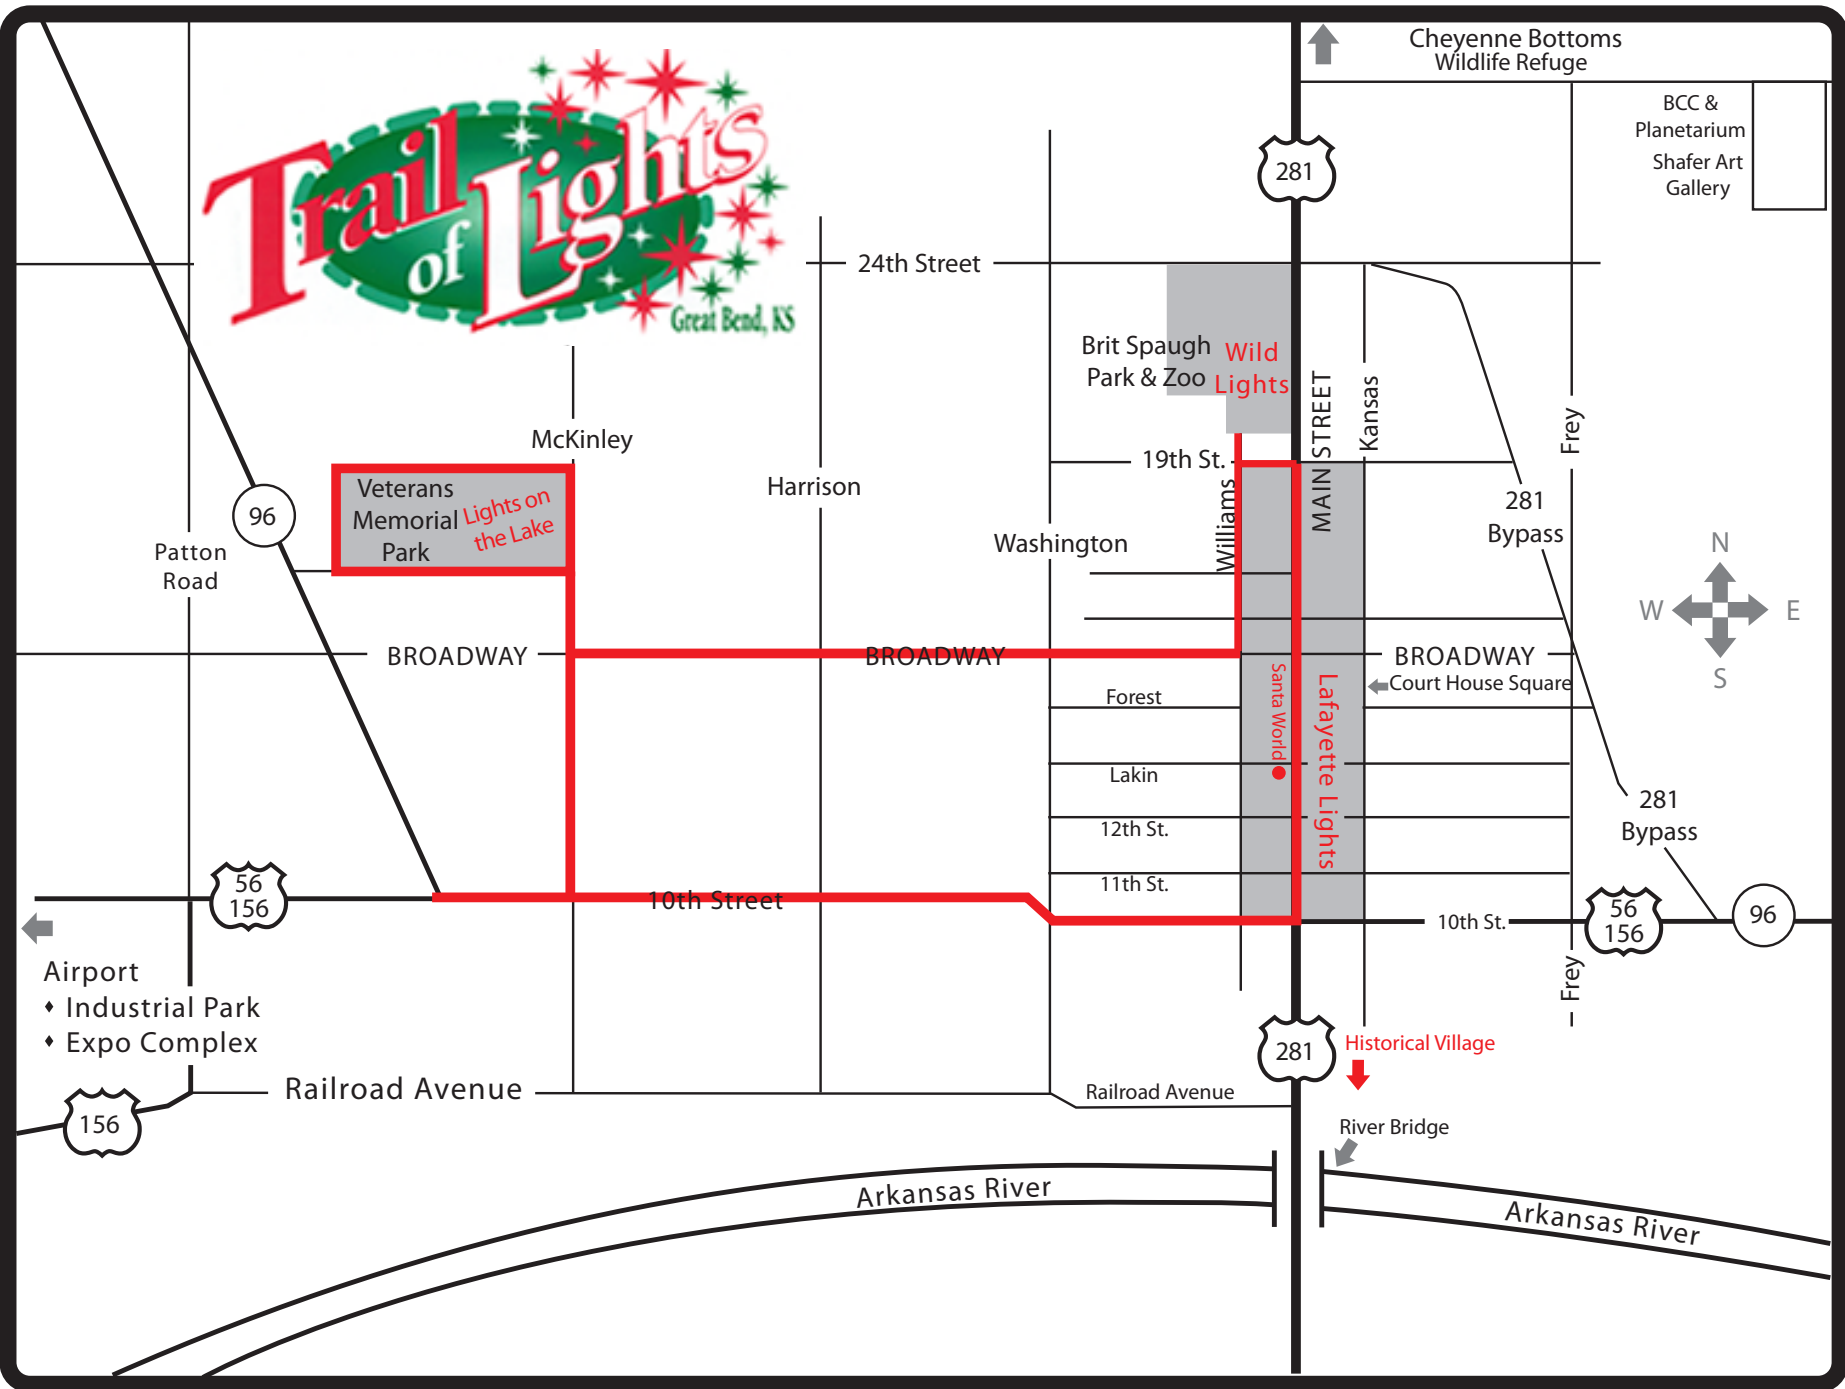 Cheyenne Bottoms
Wildlife Refuge
BCC &
Planetarium
Shafer Art
Gallery
Trail
of Lights
Great Bend, KS
281
24th Street
Brit Spaugh
Park & Zoo
Wild
Lights
MAIN STREET
Kansas
Frey
McKinley
19th St.
Harrison
Williams
Washington
281
Bypass
96
Veterans
Memorial
Park
Lights on
the Lake
Patton
Road
N
W
E
S
BROADWAY
BROADWAY
BROADWAY
Court House Square
Forest
Santa World
Lafayette Lights
Lakin
12th St.
11th St.
281
Bypass
56
156
10th Street
10th St.
56
156
96
Frey
Airport
♦ Industrial Park
♦ Expo Complex
281
Historical Village
Railroad Avenue
Railroad Avenue
156
River Bridge
Arkansas River
Arkansas River